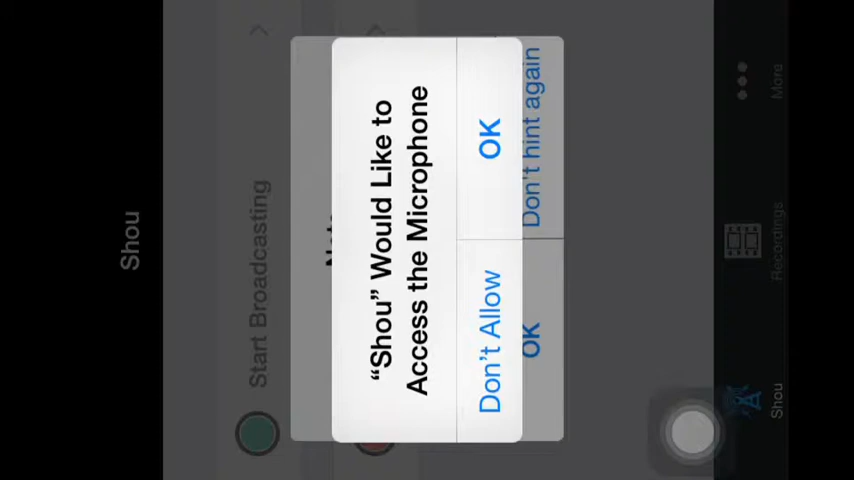 Shou
Start Broadcasting
“Shou” Would Like to
Access the Microphone
Don't Allow
OK
OK
Don't hint again
Shou
Recordings
More